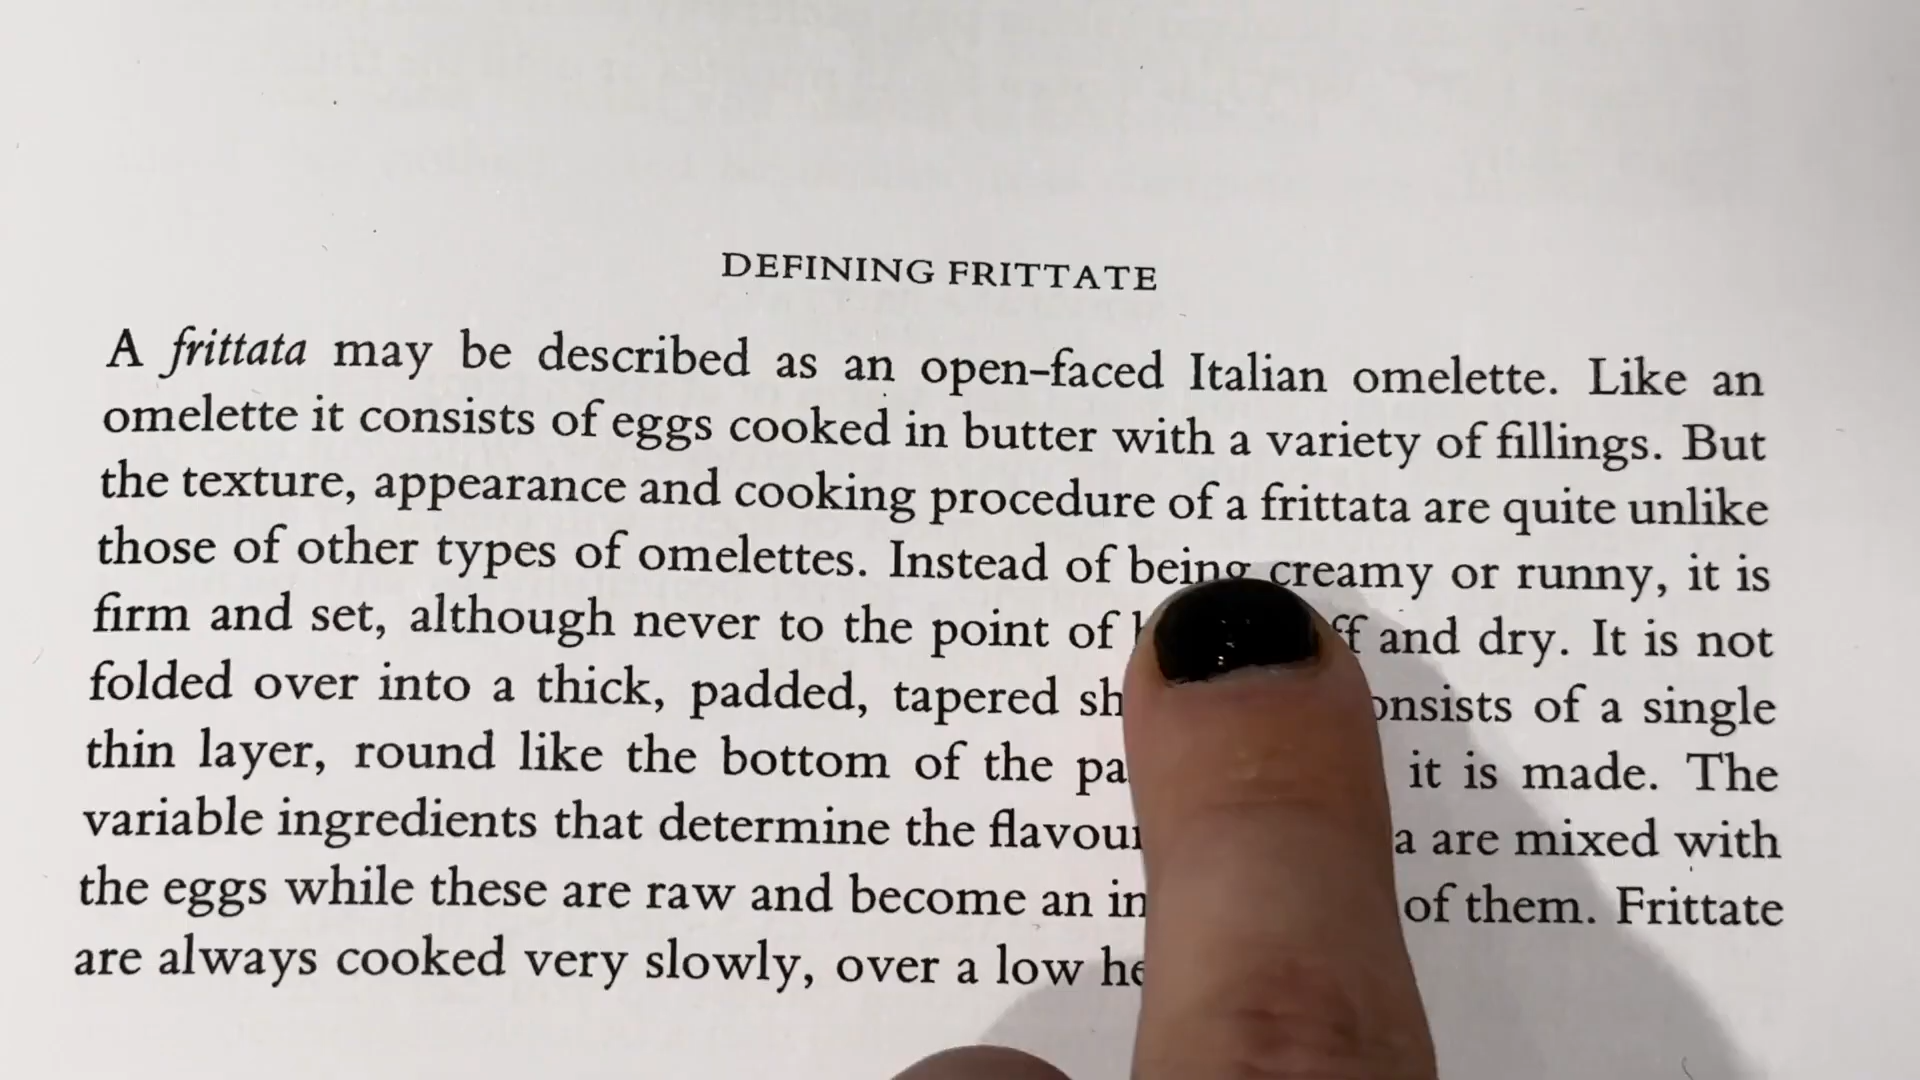 DEFINING FRITTATE
A frittata may be described as an open-faced Italian omelette. Like an
omelette it consists of eggs cooked in butter with a variety of fillings. But
the texture, appearance and cooking procedure of a frittata are quite unlike
those of other types of omelettes. Instead of being creamy or runny, it is
firm and set, although never to the point of and dry. It is not
folded over into a thick, padded, tapered of a single
thin layer, round like the bottom of the it is made. The
variable ingredients that determine the are mixed with
the eggs while these are raw and become an of them. Frittate
are always cooked very slowly, over a low